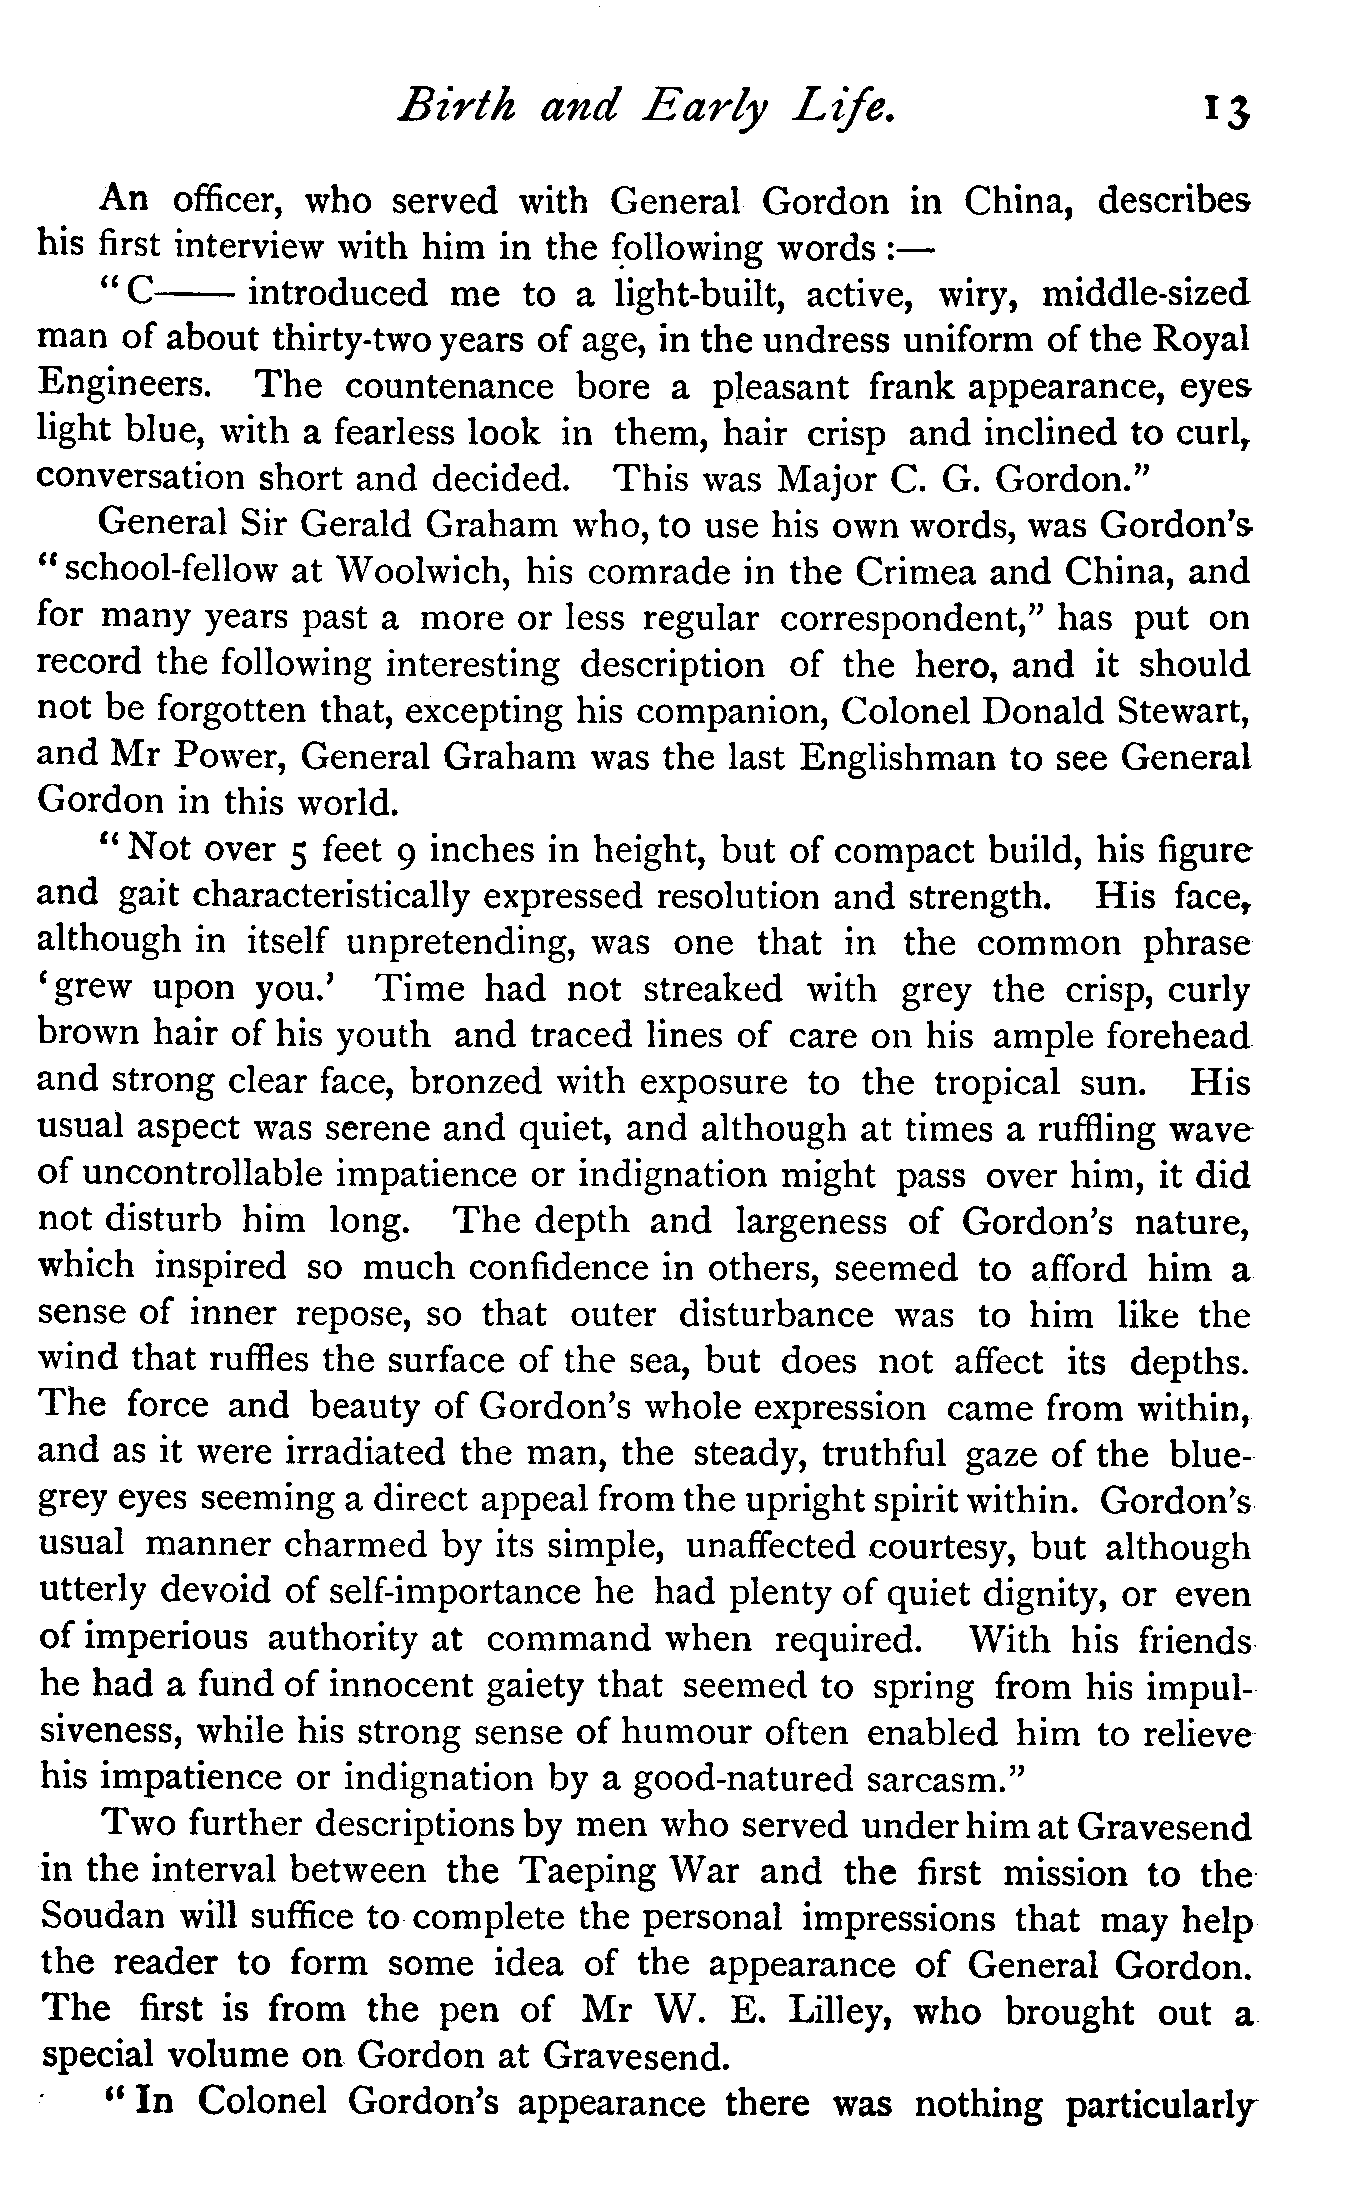 Birth and Early Life. 13
An officer, who served with General Gordon in China, describes
his first interview with him in the following words :—
“C—— introduced me to a light-built, active, wiry, middle-sized
man of about thirty-two years of age, in the undress uniform of the Royal
Engineers. The countenance bore a pleasant frank appearance, eyes
light blue, with a fearless look in them, hair crisp and inclined to curl,
conversation short and decided. This was Major C. G. Gordon.”
General Sir Gerald Graham who, to use his own words, was Gordon’s
“school-fellow at Woolwich, his comrade in the Crimea and China, and
for many years past a more or less regular correspondent,” has put on
record the following interesting description of the hero, and it should
not be forgotten that, excepting his companion, Colonel Donald Stewart,
and Mr Power, General Graham was the last Englishman to see General
Gordon in this world.
“Not over 5 feet 9 inches in height, but of compact build, his figure
and gait characteristically expressed resolution and strength. His face,
although in itself unpretending, was one that in the common phrase
‘grew upon you.’ Time had not streaked with grey the crisp, curly
brown hair of his youth and traced lines of care on his ample forehead
and strong clear face, bronzed with exposure to the tropical sun. His
usual aspect was serene and quiet, and although at times a ruffling wave
of uncontrollable impatience or indignation might pass over him, it did
not disturb him long. The depth and largeness of Gordon’s nature,
which inspired so much confidence in others, seemed to afford him a
sense of inner repose, so that outer disturbance was to him like the
wind that ruffles the surface of the sea, but does not affect its depths.
The force and beauty of Gordon’s whole expression came from within,
and as it were irradiated the man, the steady, truthful gaze of the blue-
grey eyes seeming a direct appeal from the upright spirit within. Gordon’s
usual manner charmed by its simple, unaffected courtesy, but although
utterly devoid of self-importance he had plenty of quiet dignity, or even
of imperious authority at command when required. With his friends
he had a fund of innocent gaiety that seemed to spring from his impul-
siveness, while his strong sense of humour often enabled him to relieve
his impatience or indignation by a good-natured sarcasm.”
Two further descriptions by men who served under him at Gravesend
in the interval between the Taeping War and the first mission to the
Soudan will suffice to complete the personal impressions that may help
the reader to form some idea of the appearance of General Gordon.
The first is from the pen of Mr W. E. Lilley, who brought out a
special volume on Gordon at Gravesend.
“In Colonel Gordon’s appearance there was nothing particularly